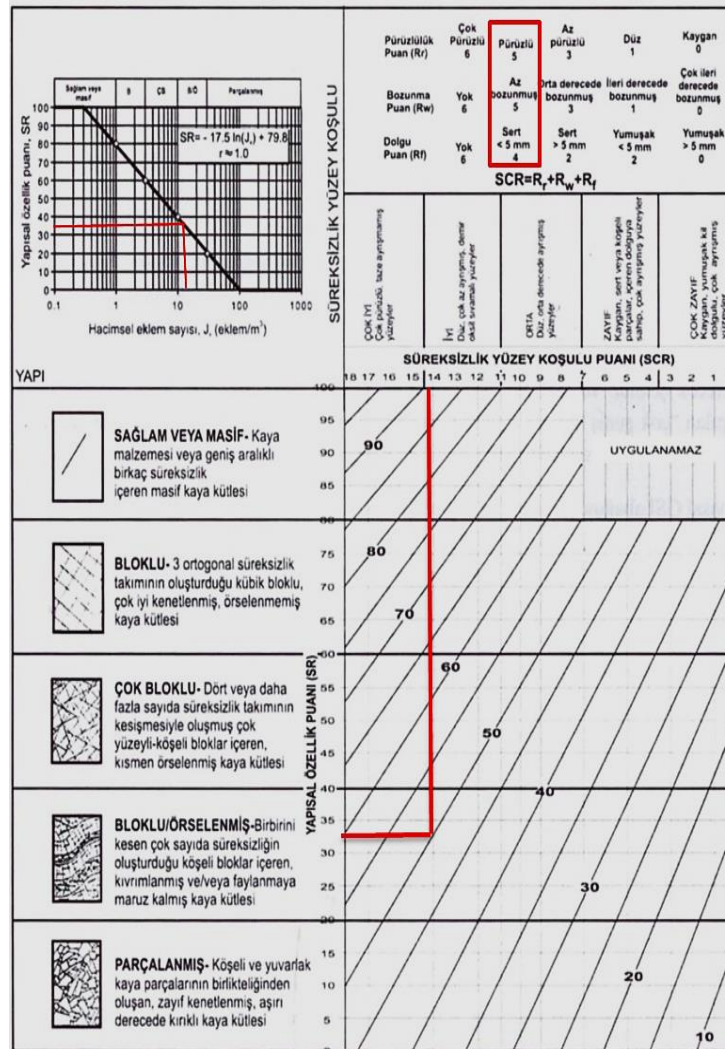 Pürüzlülük Puan (Rr)
Çok Pürüzlü 6
Pürüzlü 5
Az pürüzlü 3
Düz 1
Kaygan 0
Bozunma Puan (Rw)
Yok 6
Az bozunmuş 5
Orta derecede bozunmuş 3
İleri derecede bozunmuş 1
Çok ileri derecede bozunmuş 0
Dolgu Puan (Rf)
Yok 6
Sert < 5 mm 4
Sert > 5 mm 2
Yumuşak < 5 mm 2
Yumuşak > 5 mm 0
SCR=Rr+Rw+Rf
SÜREKSİZLİK YÜZEY KOŞULU
Sağlam veya masif
B
ÇB
B/Ö
Parçalanmış
Yapısal özellik puanı, SR
100
90
80
70
60
50
40
30
20
10
0
SR= - 17.5 ln(Jv) + 79.8
r ≈ 1.0
0.1 1 10 100 1000
Hacimsel eklem sayısı, Jv (eklem/m³)
ÇOK İYİ
Çok pürüzlü, taze ayrışmamış
yüzeyler
İYİ
Düz, çok az ayrışmış, demir
oksit sıvamalı yüzeyler
ORTA
Düz, orta derecede ayrışmış
yüzeyler
ZAYIF
Kaygan, sert veya köşeli
parçalar, içeren dolguya
sahip, çok ayrışmış yüzeyler
ÇOK ZAYIF
Kaygan, yumuşak kil
dolgulu, çok ayrışmış
yüzeyler
SÜREKSİZLİK YÜZEY KOŞULU PUANI (SCR)
YAPI
18 17 16 15 14 13 12 11 10 9 8 7 6 5 4 3 2 1
SAĞLAM VEYA MASİF- Kaya
malzemesi veya geniş aralıklı
birkaç süreksizlik
içeren masif kaya kütlesi
BLOKLU- 3 ortogonal süreksizlik
takımının oluşturduğu kübik bloklu,
çok iyi kenetlenmiş, örselenmemiş
kaya kütlesi
ÇOK BLOKLU- Dört veya daha
fazla sayıda süreksizlik takımının
kesişmesiyle oluşmuş çok
yüzeyli-köşeli bloklar içeren,
kısmen örselenmiş kaya kütlesi
BLOKLU/ÖRSELENMİŞ-Birbirini
kesen çok sayıda süreksizliğin
oluşturduğu köşeli bloklar içeren,
kıvrımlanmış ve/veya faylanmaya
maruz kalmış kaya kütlesi
PARÇALANMIŞ- Köşeli ve yuvarlak
kaya parçalarının birlikteliğinden
oluşan, zayıf kenetlenmiş, aşırı
derecede kırıklı kaya kütlesi
YAPISAL ÖZELLİK PUANI (SR)
100
95
90
85
80
75
70
65
60
55
50
45
40
35
30
25
20
15
10
5
0
UYGULANAMAZ
90
80
70
60
50
40
30
20
10